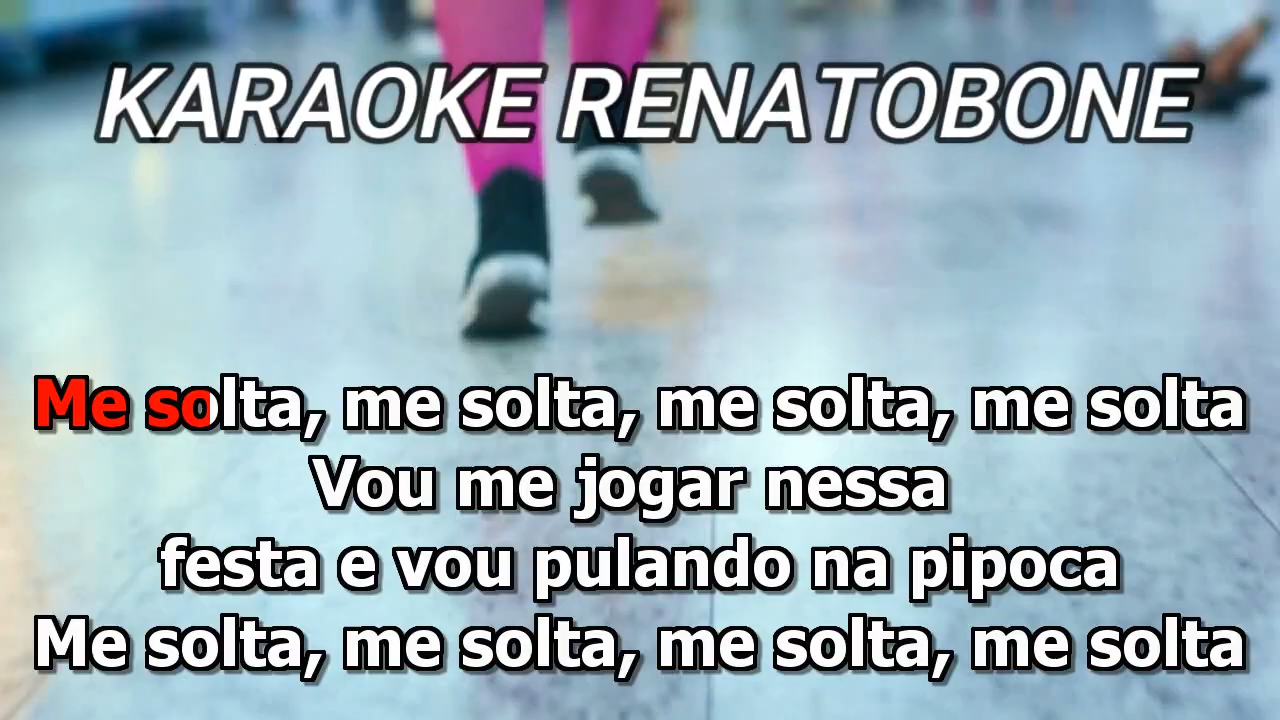 KARAOKE RENATOBONE
Me solta, me solta, me solta, me solta
Vou me jogar nessa
festa e vou pulando na pipoca
Me solta, me solta, me solta, me solta